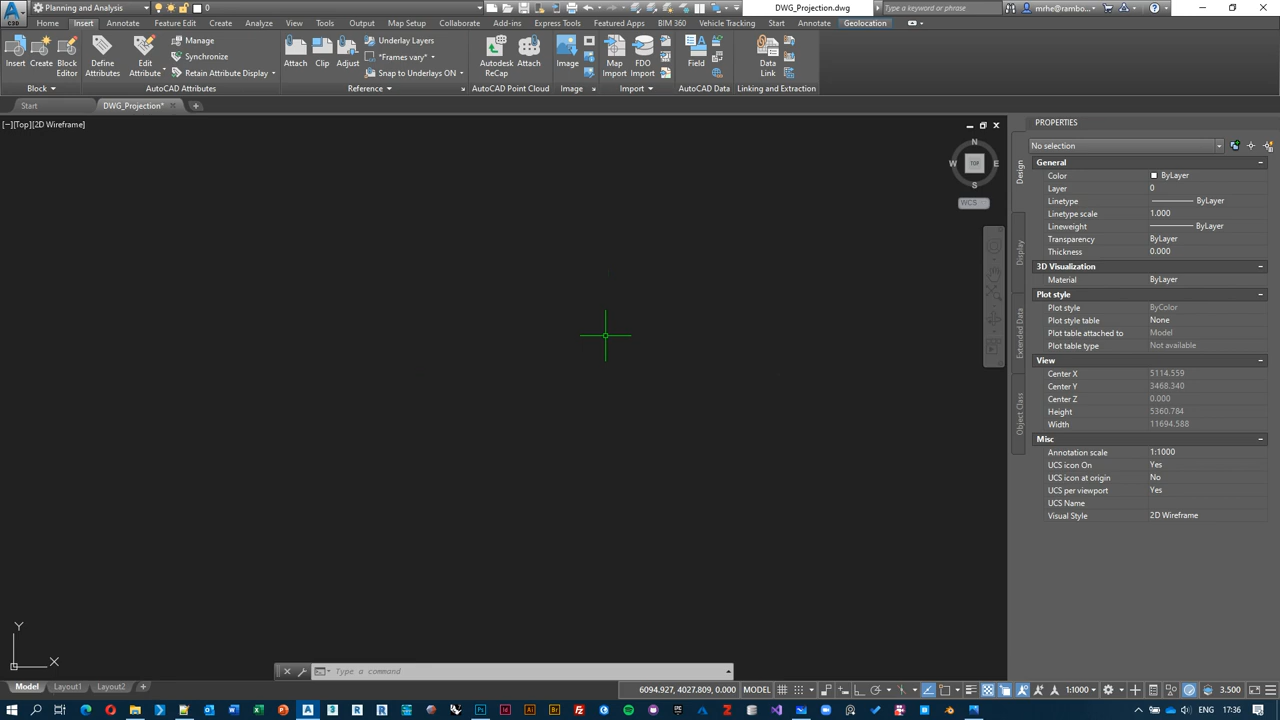 C3D Planning and Analysis 0 DWG_Projection.dwg Type a keyword or phrase mrhe@rambo...
Home Insert Annotate Feature Edit Create Analyze View Tools Output Map Setup Collaborate Add-ins Express Tools Featured Apps BIM 360 Vehicle Tracking Start Annotate Geolocation
Insert Create Block Editor
Define Attributes Edit Attribute
Manage
Synchronize
Retain Attribute Display
Attach Clip Adjust
Underlay Layers
*Frames vary*
Snap to Underlays ON
Autodesk ReCap Attach
Image
Map Import FDO Import
Field
Data Link
Block AutoCAD Attributes Reference AutoCAD Point Cloud Image Import AutoCAD Data Linking and Extraction
Start DWG_Projection*
[−][Top][2D Wireframe]
N
W TOP E
S
WCS
PROPERTIES
No selection
Design
Display
Extended Data
Object Class
General
Color ByLayer
Layer 0
Linetype ByLayer
Linetype scale 1.000
Lineweight ByLayer
Transparency ByLayer
Thickness 0.000
3D Visualization
Material ByLayer
Plot style
Plot style ByColor
Plot style table None
Plot table attached to Model
Plot table type Not available
View
Center X 5114.559
Center Y 3468.340
Center Z 0.000
Height 5360.784
Width 11694.588
Misc
Annotation scale 1:1000
UCS icon On Yes
UCS icon at origin No
UCS per viewport Yes
UCS Name
Visual Style 2D Wireframe
Y
X
Type a command
Model Layout1 Layout2 6094.927, 4027.809, 0.000 MODEL 1:1000 3.500
ENG 17:36